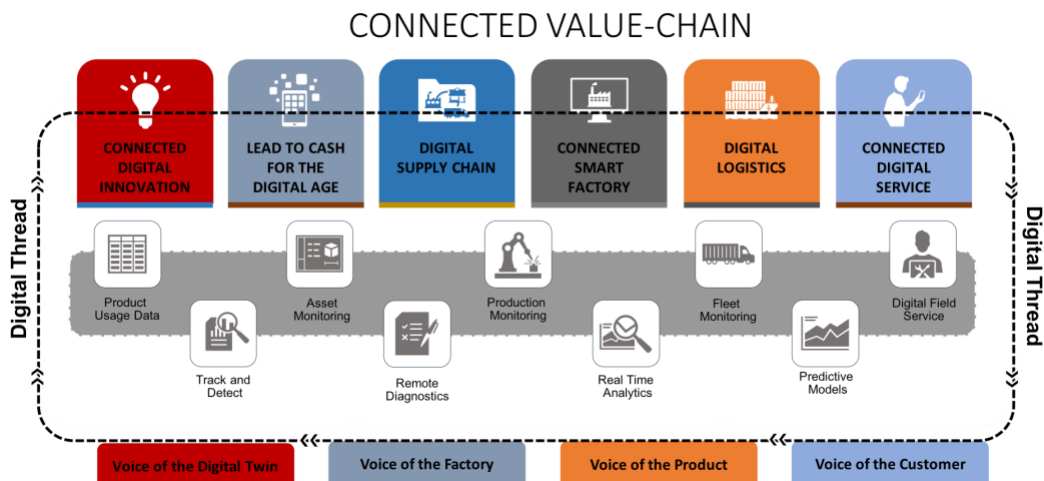 CONNECTED VALUE-CHAIN
CONNECTED
DIGITAL
INNOVATION
LEAD TO CASH
FOR THE
DIGITAL AGE
DIGITAL
SUPPLY CHAIN
CONNECTED
SMART
FACTORY
DIGITAL
LOGISTICS
CONNECTED
DIGITAL
SERVICE
Digital Thread
Product
Usage Data
Asset
Monitoring
Production
Monitoring
Fleet
Monitoring
Digital Field
Service
Digital Thread
Track and
Detect
Remote
Diagnostics
Real Time
Analytics
Predictive
Models
Voice of the Digital Twin
Voice of the Factory
Voice of the Product
Voice of the Customer